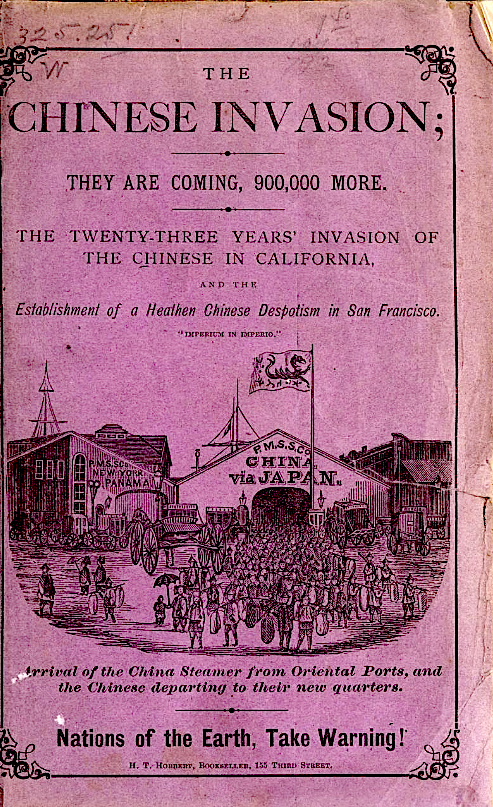 325.251
W
THE
CHINESE INVASION;
THEY ARE COMING, 900,000 MORE.
THE TWENTY-THREE YEARS' INVASION OF
THE CHINESE IN CALIFORNIA,
AND THE
Establishment of a Heathen Chinese Despotism in San Francisco.
"IMPERIUM IN IMPERIO."
P.M.S.S.Co.
NEW YORK
PANAMA
P.M.S.S.Co
CHINA,
via JAPAN.
Arrival of the China Steamer from Oriental Ports, and
the Chinese departing to their new quarters.
Nations of the Earth, Take Warning!
H. T. HOBBERT, BOOKSELLER, 155 THIRD STREET.